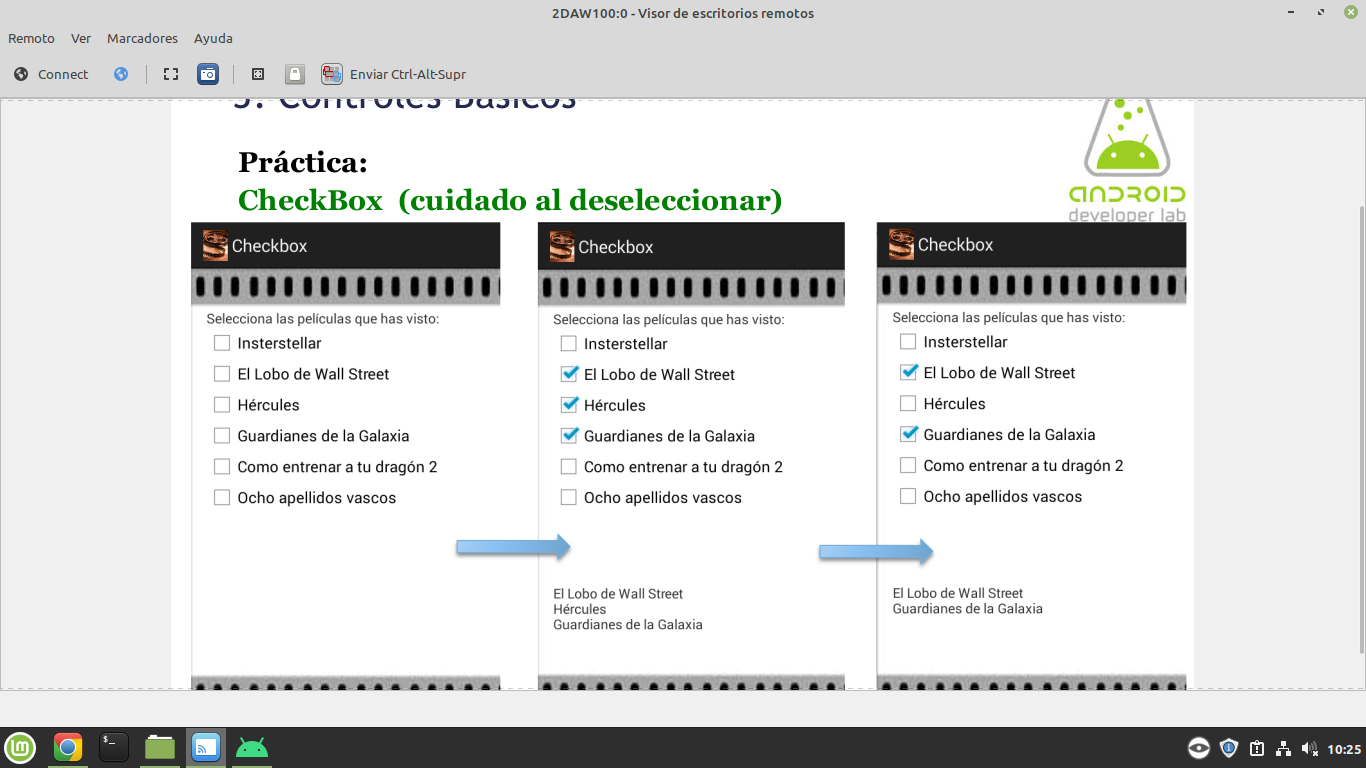 2DAW100:0 - Visor de escritorios remotos
Remoto Ver Marcadores Ayuda
Connect Enviar Ctrl-Alt-Supr
Controles Básicos
Práctica:
CheckBox (cuidado al deseleccionar)
ANDROID
developer lab
Checkbox
Selecciona las películas que has visto:
Insterstellar
El Lobo de Wall Street
Hércules
Guardianes de la Galaxia
Como entrenar a tu dragón 2
Ocho apellidos vascos
Checkbox
Selecciona las películas que has visto:
Insterstellar
El Lobo de Wall Street
Hércules
Guardianes de la Galaxia
Como entrenar a tu dragón 2
Ocho apellidos vascos
El Lobo de Wall Street
Hércules
Guardianes de la Galaxia
Checkbox
Selecciona las películas que has visto:
Insterstellar
El Lobo de Wall Street
Hércules
Guardianes de la Galaxia
Como entrenar a tu dragón 2
Ocho apellidos vascos
El Lobo de Wall Street
Guardianes de la Galaxia
10:25